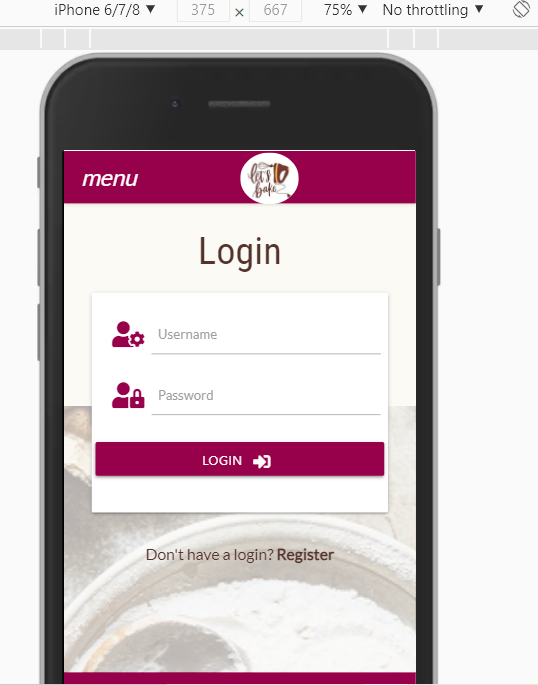 iPhone 6/7/8 ▼ 375 × 667 75% ▼ No throttling ▼
menu let's bake
Login
Username
Password
LOGIN
Don't have a login? Register